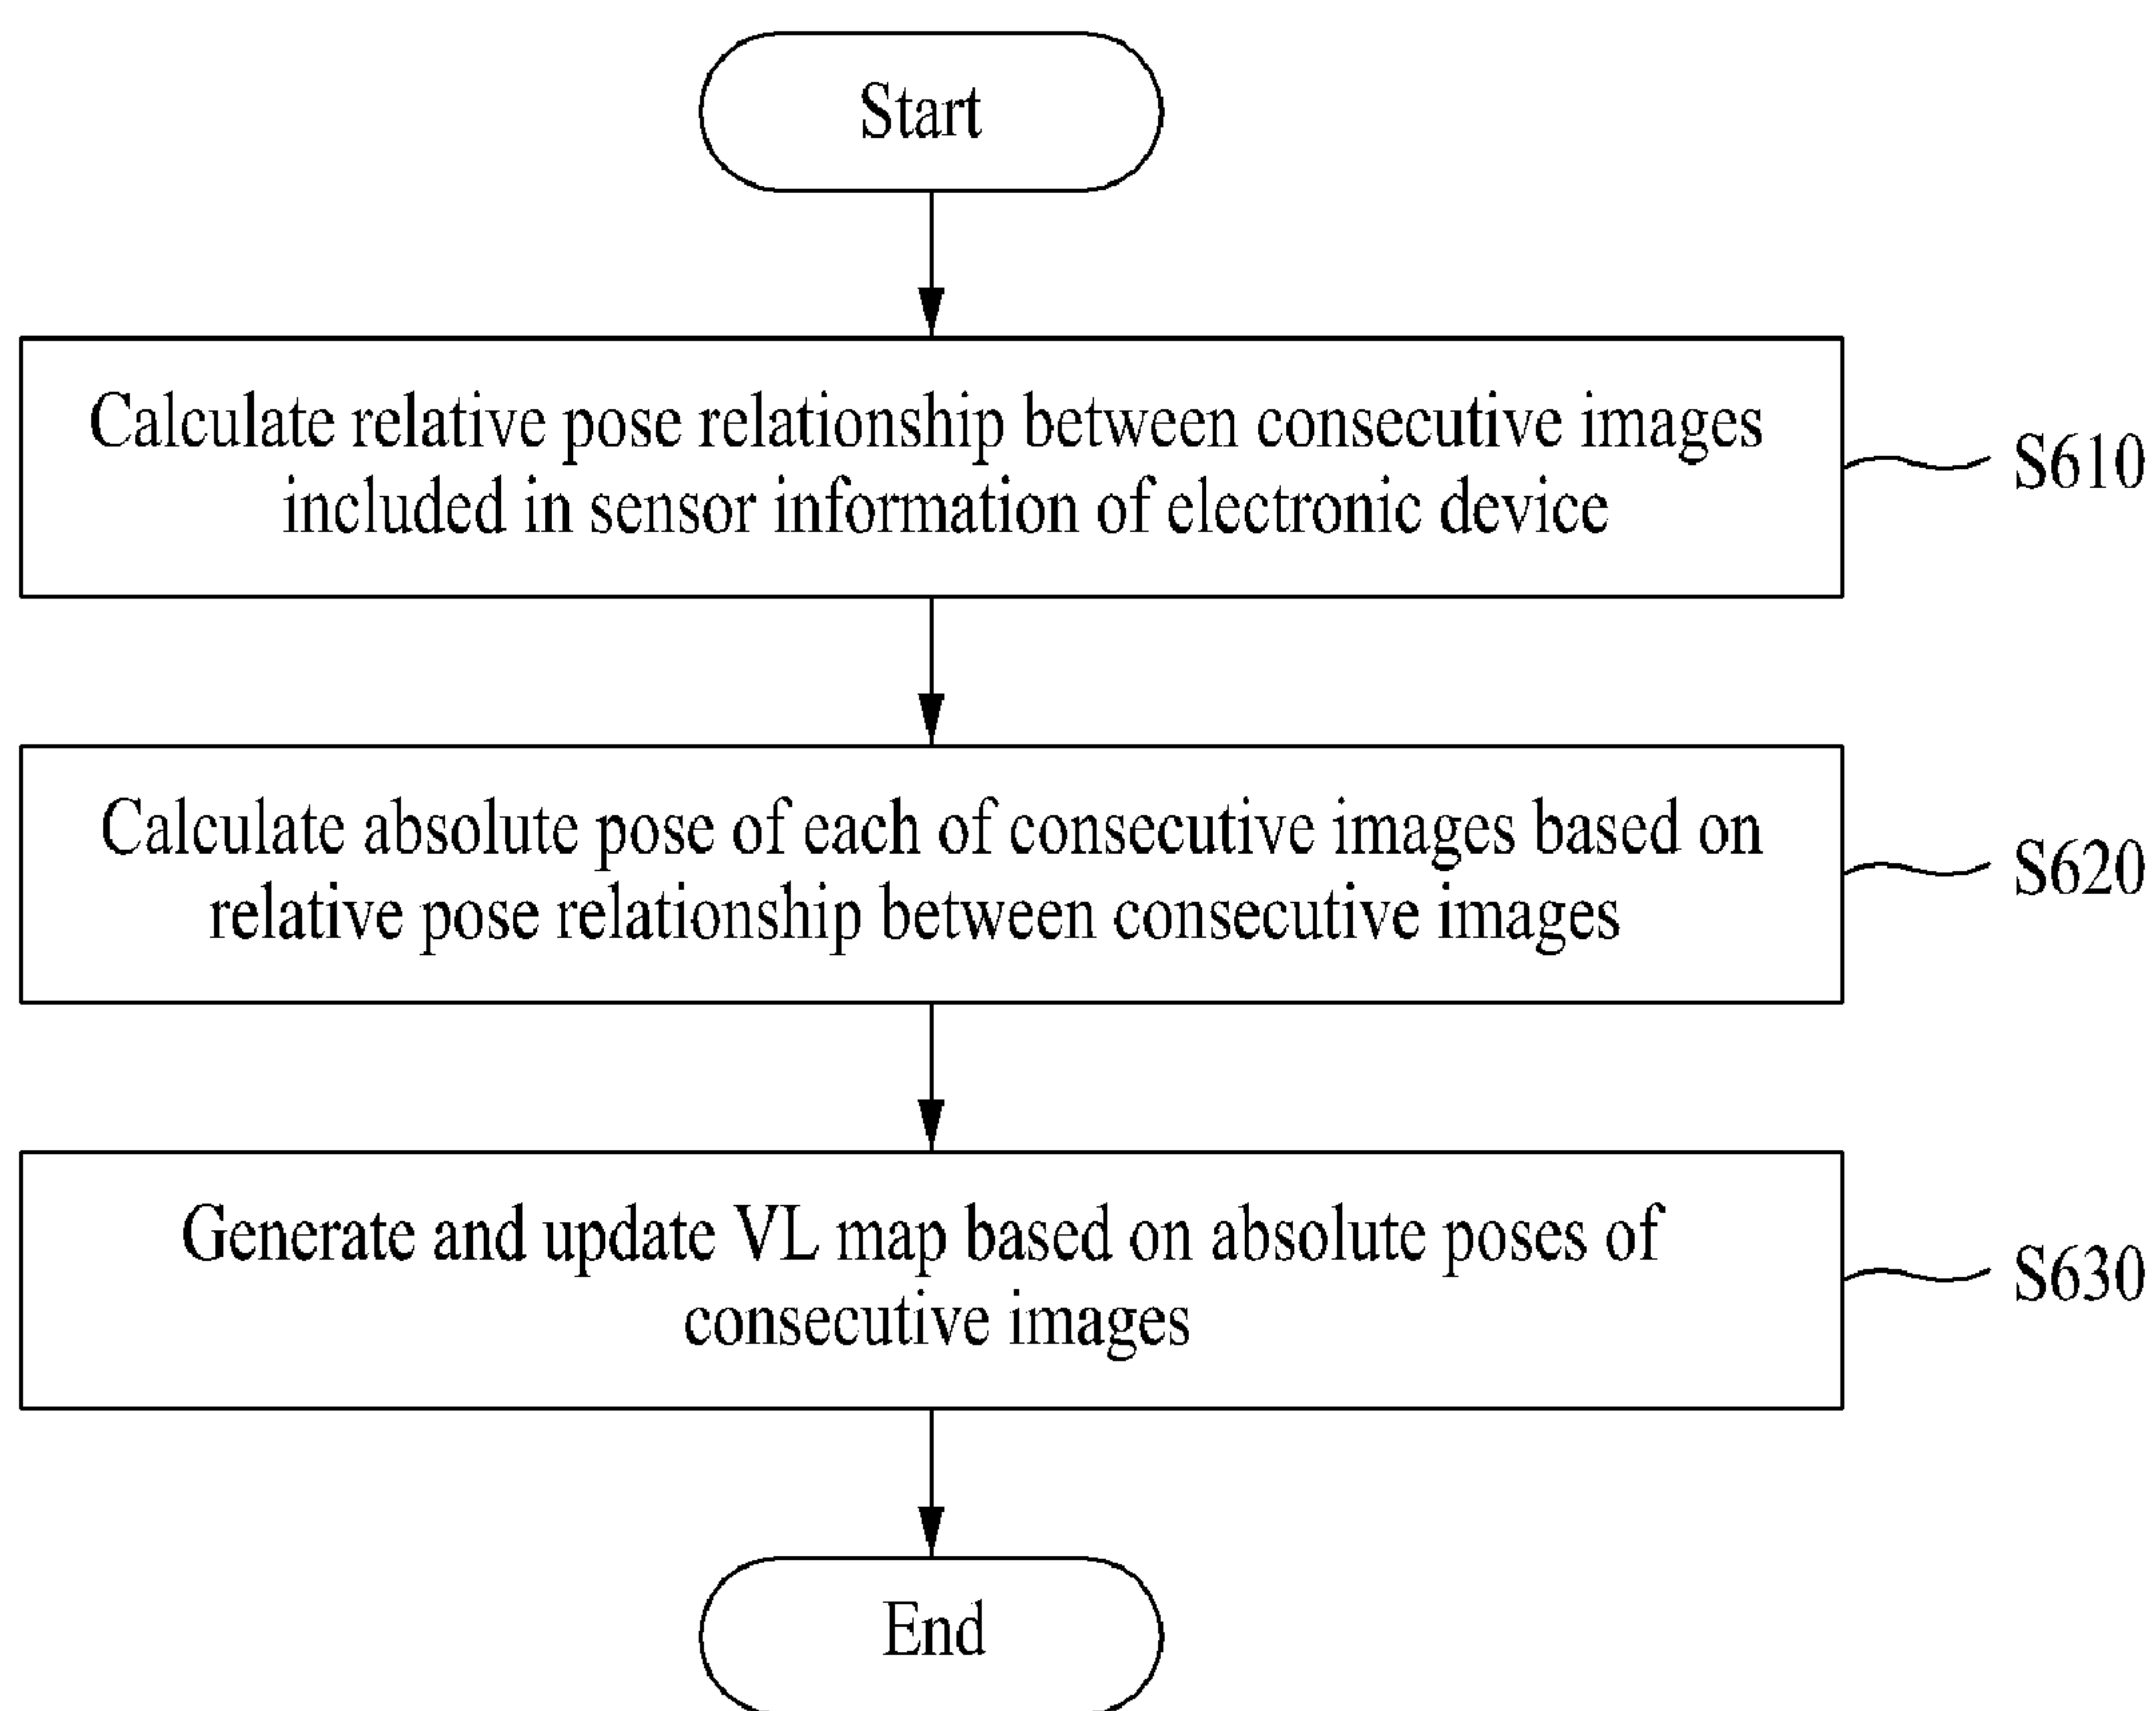 Start
Calculate relative pose relationship between consecutive images
included in sensor information of electronic device
S610
Calculate absolute pose of each of consecutive images based on
relative pose relationship between consecutive images
S620
Generate and update VL map based on absolute poses of
consecutive images
S630
End